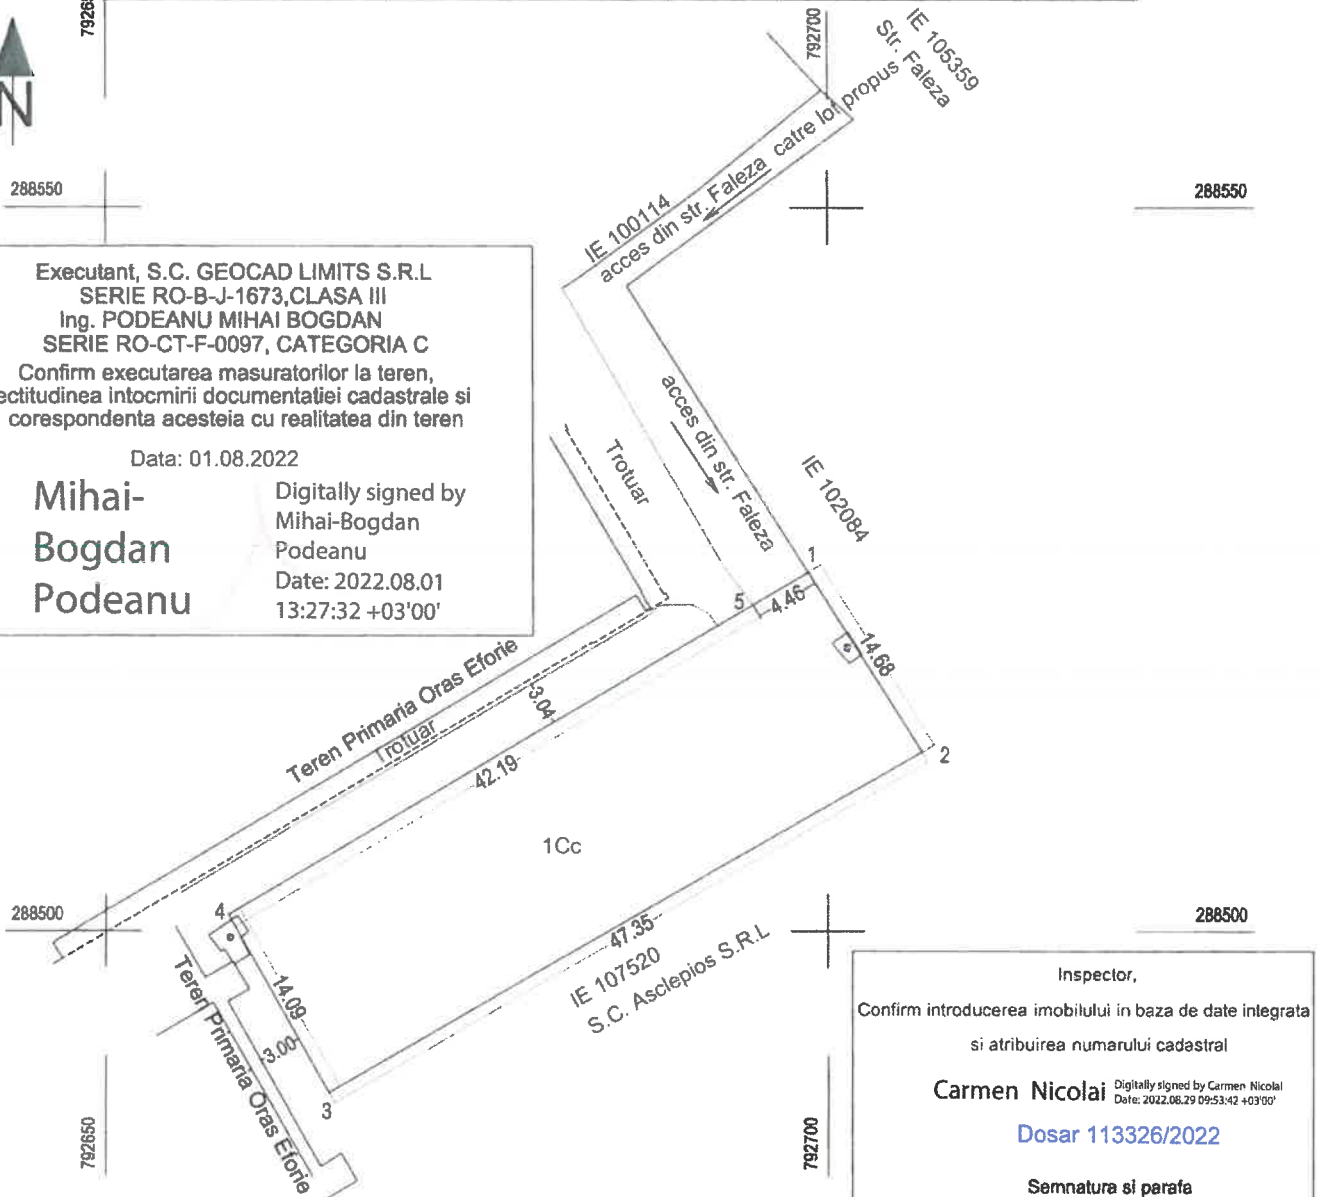 792700
IE 105359
Str. Faleza
N
288550
288550
acces din str. Faleza catre lot propus
IE 100114
Executant, S.C. GEOCAD LIMITS S.R.L
SERIE RO-B-J-1673,CLASA III
Ing. PODEANU MIHAI BOGDAN
SERIE RO-CT-F-0097, CATEGORIA C
Confirm executarea masuratorilor la teren,
ectitudinea intocmirii documentatiei cadastrale si
corespondenta acesteia cu realitatea din teren
Data: 01.08.2022
Mihai-
Bogdan
Podeanu
Digitally signed by
Mihai-Bogdan
Podeanu
Date: 2022.08.01
13:27:32 +03'00'
acces din str. Faleza
Trotuar
IE 102084
1
5
4.46
14.68
2
Teren Primaria Oras Eforie
Trotuar
3.04
42.19
1Cc
288500
288500
4
47.35
IE 107520
S.C. Asclepios S.R.L
14.09
3.00
Teren Primaria Oras Eforie
3
792650
792700
Inspector,
Confirm introducerea imobilului in baza de date integrata
si atribuirea numarului cadastral
Carmen Nicolai
Digitally signed by Carmen Nicolai
Date: 2022.08.29 09:53:42 +03'00'
Dosar 113326/2022
Semnatura si parafa